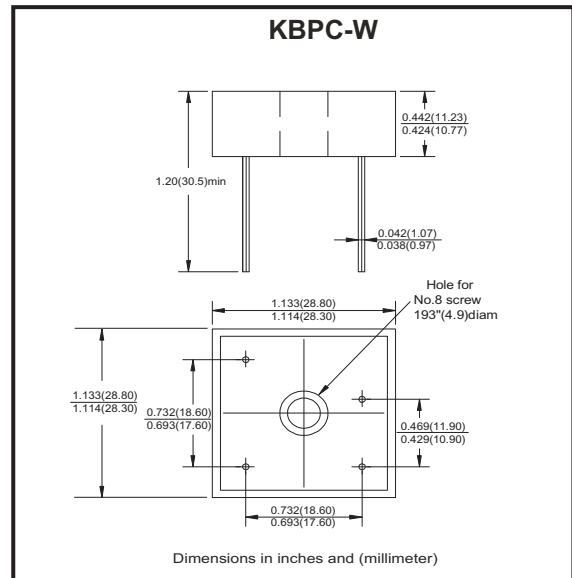 KBPC-W
0.442(11.23)
0.424(10.77)
1.20(30.5)min
0.042(1.07)
0.038(0.97)
Hole for
No.8 screw
193"(4.9)diam
1.133(28.80)
1.114(28.30)
1.133(28.80)
1.114(28.30)
0.732(18.60)
0.693(17.60)
0.469(11.90)
0.429(10.90)
0.732(18.60)
0.693(17.60)
Dimensions in inches and (millimeter)